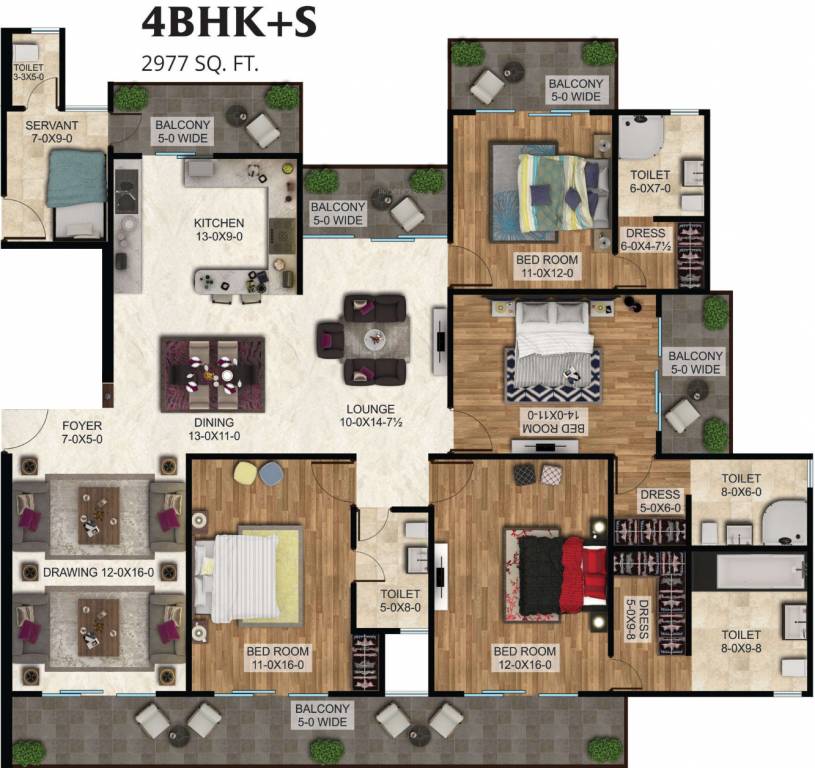 4BHK+S
2977 SQ. FT.
TOILET
3-3X5-0
SERVANT
7-0X9-0
BALCONY
5-0 WIDE
BALCONY
5-0 WIDE
BALCONY
5-0 WIDE
KITCHEN
13-0X9-0
BED ROOM
11-0X12-0
TOILET
6-0X7-0
DRESS
6-0X4-7½
BED ROOM
14-0X11-0
BALCONY
5-0 WIDE
FOYER
7-0X5-0
DINING
13-0X11-0
LOUNGE
10-0X14-7½
DRAWING 12-0X16-0
BED ROOM
11-0X16-0
TOILET
5-0X8-0
BED ROOM
12-0X16-0
DRESS
5-0X6-0
TOILET
8-0X6-0
DRESS
5-0X9-8
TOILET
8-0X9-8
BALCONY
5-0 WIDE